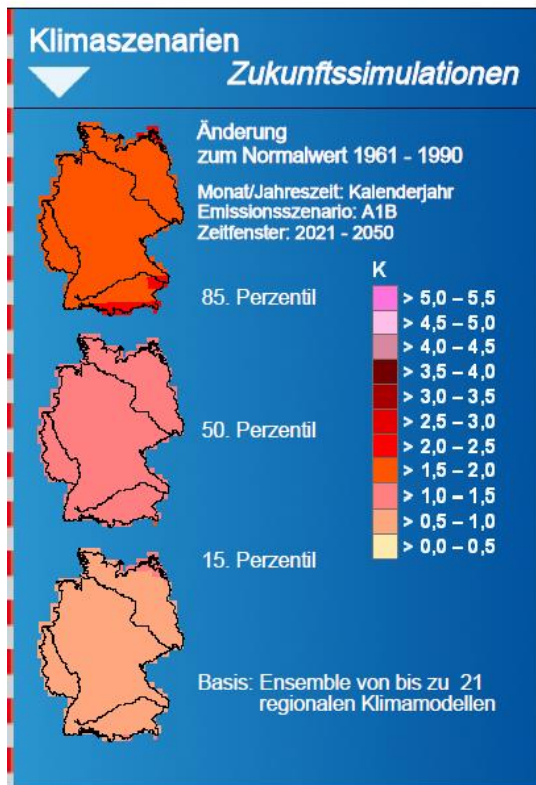 Klimaszenarien
Zukunftssimulationen
Änderung
zum Normalwert 1961 - 1990
Monat/Jahreszeit: Kalenderjahr
Emissionsszenario: A1B
Zeitfenster: 2021 - 2050
85. Perzentil
50. Perzentil
15. Perzentil
K
> 5,0 – 5,5
> 4,5 – 5,0
> 4,0 – 4,5
> 3,5 – 4,0
> 3,0 – 3,5
> 2,5 – 3,0
> 2,0 – 2,5
> 1,5 – 2,0
> 1,0 – 1,5
> 0,5 – 1,0
> 0,0 – 0,5
Basis: Ensemble von bis zu 21
regionalen Klimamodellen